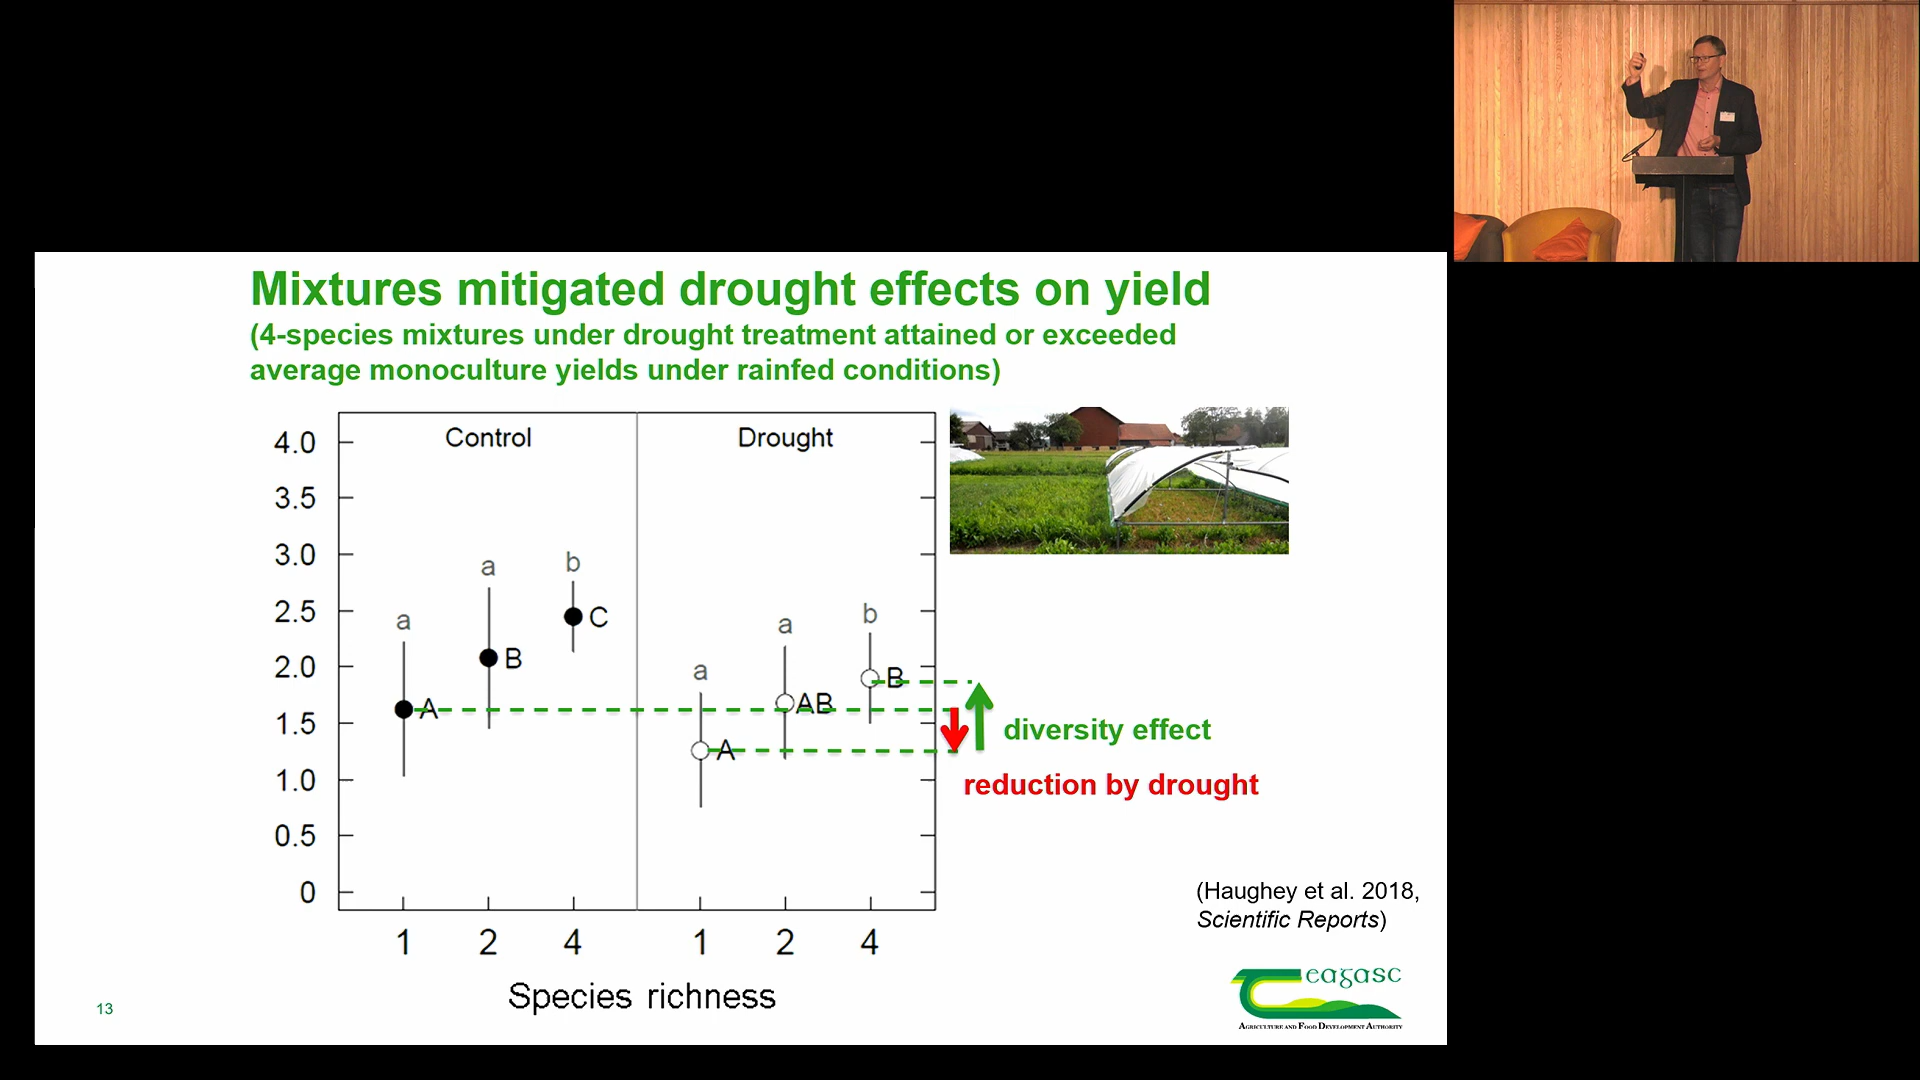 Mixtures mitigated drought effects on yield
(4-species mixtures under drought treatment attained or exceeded
average monoculture yields under rainfed conditions)
Control
Drought
4.0
3.5
3.0
2.5
2.0
1.5
1.0
0.5
0
a
a
b
A
B
C
a
a
b
A
AB
B
diversity effect
reduction by drought
1
2
4
1
2
4
Species richness
(Haughey et al. 2018,
Scientific Reports)
13
eagasc
AGRICULTURE AND FOOD DEVELOPMENT AUTHORITY